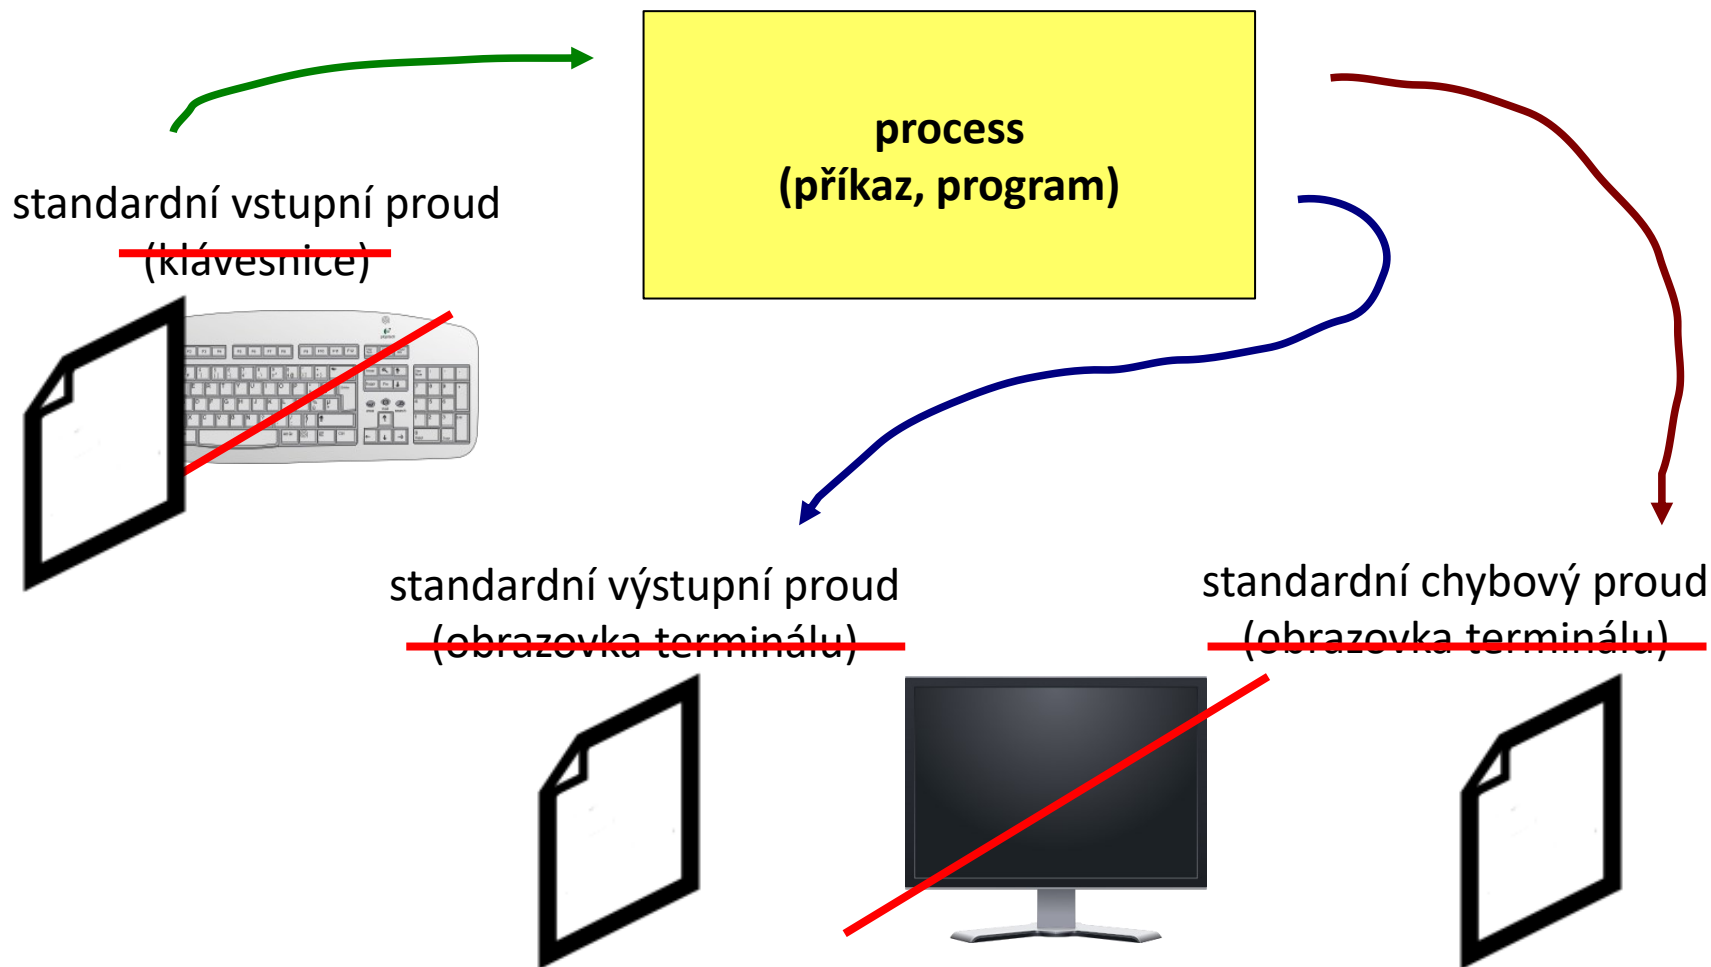 process
(příkaz, program)
standardní vstupní proud
(klávesnice)
standardní výstupní proud
(obrazovka terminálu)
standardní chybový proud
(obrazovka terminálu)